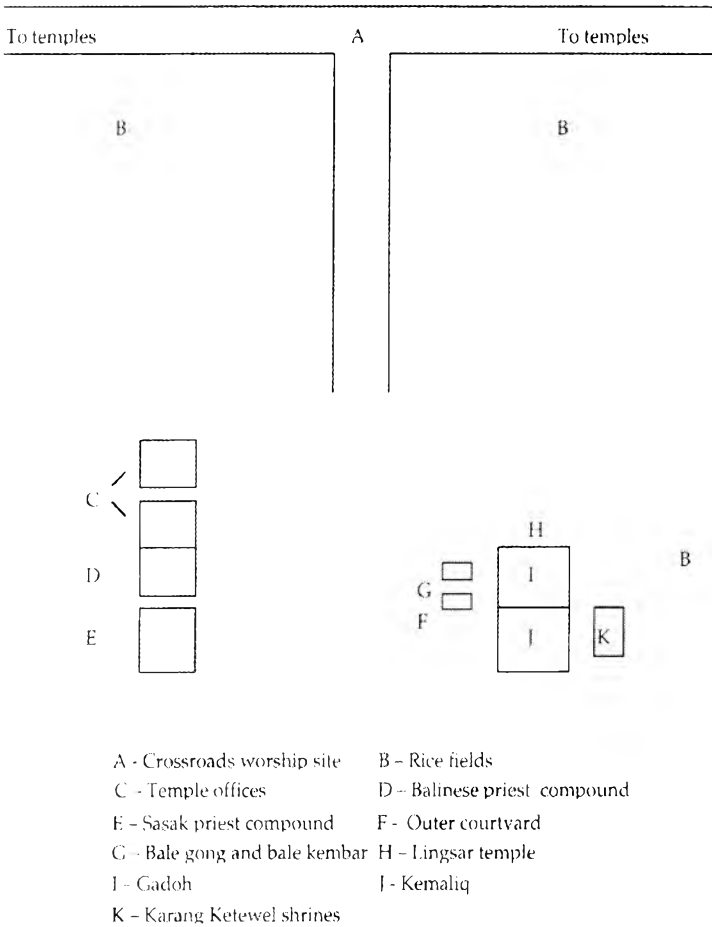 To temples A To temples
B B
H
C
B
I
D
G
F
E J K
A - Crossroads worship site B – Rice fields
C – Temple offices D – Balinese priest compound
E – Sasak priest compound F - Outer courtyard
G – Bale gong and bale kembar H – Lingsar temple
I – Gadoh J - Kemaliq
K – Karang Ketewel shrines